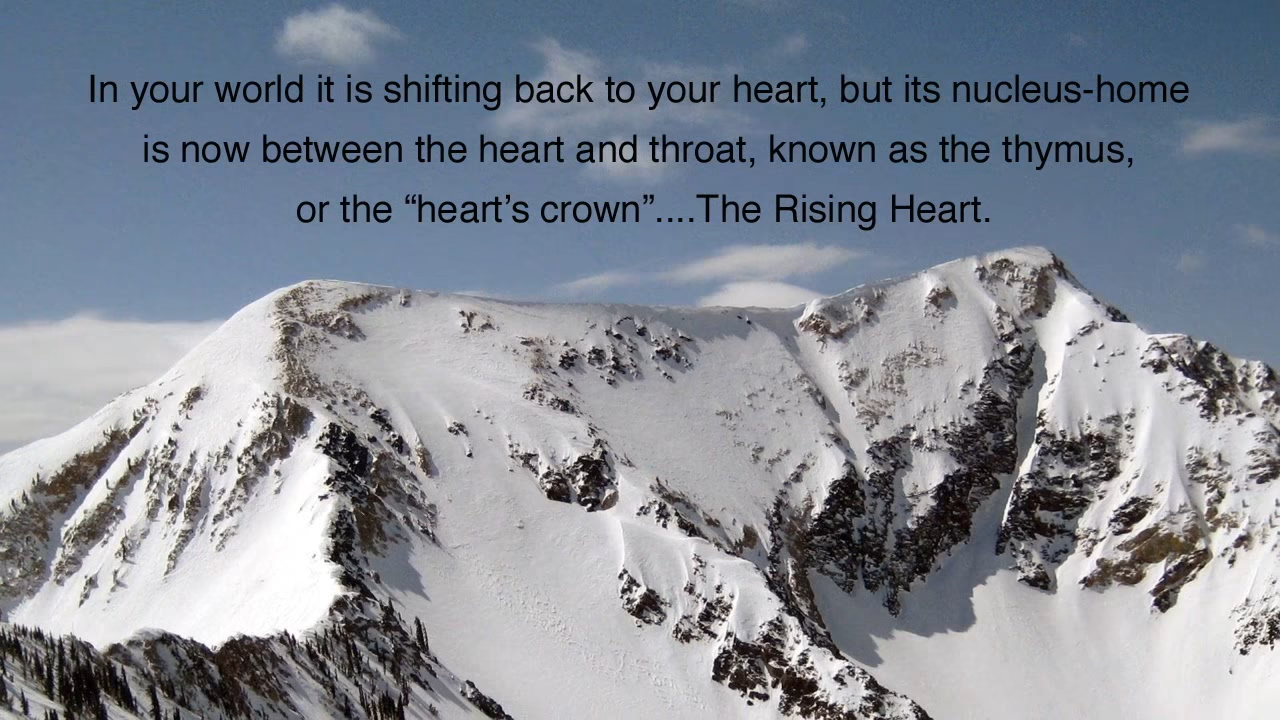 In your world it is shifting back to your heart, but its nucleus-home
is now between the heart and throat, known as the thymus,
or the “heart’s crown”....The Rising Heart.